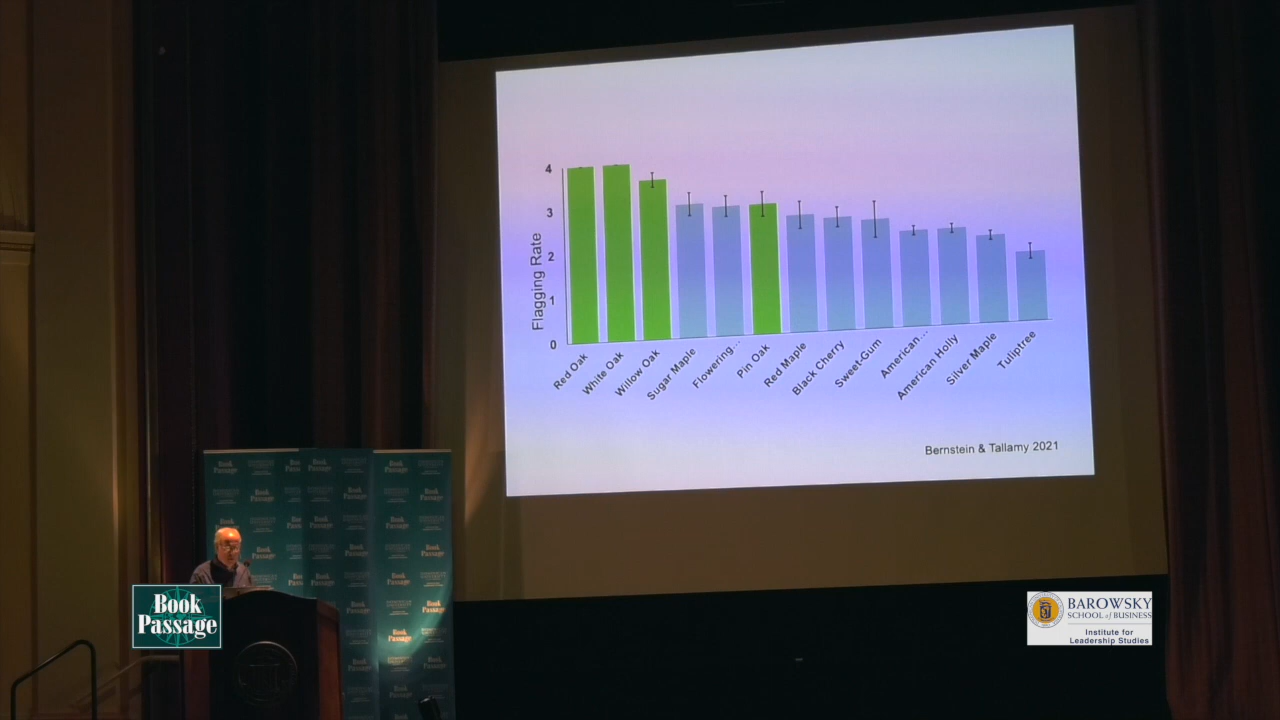 4
3
2
1
0
Flagging Rate
Red Oak
White Oak
Willow Oak
Sugar Maple
Flowering...
Pin Oak
Red Maple
Black Cherry
Sweet-Gum
American...
American Holly
Silver Maple
Tuliptree
Bernstein & Tallamy 2021
Book
Passage
Book
Passage
BAROWSKY
SCHOOL of BUSINESS
Institute for
Leadership Studies